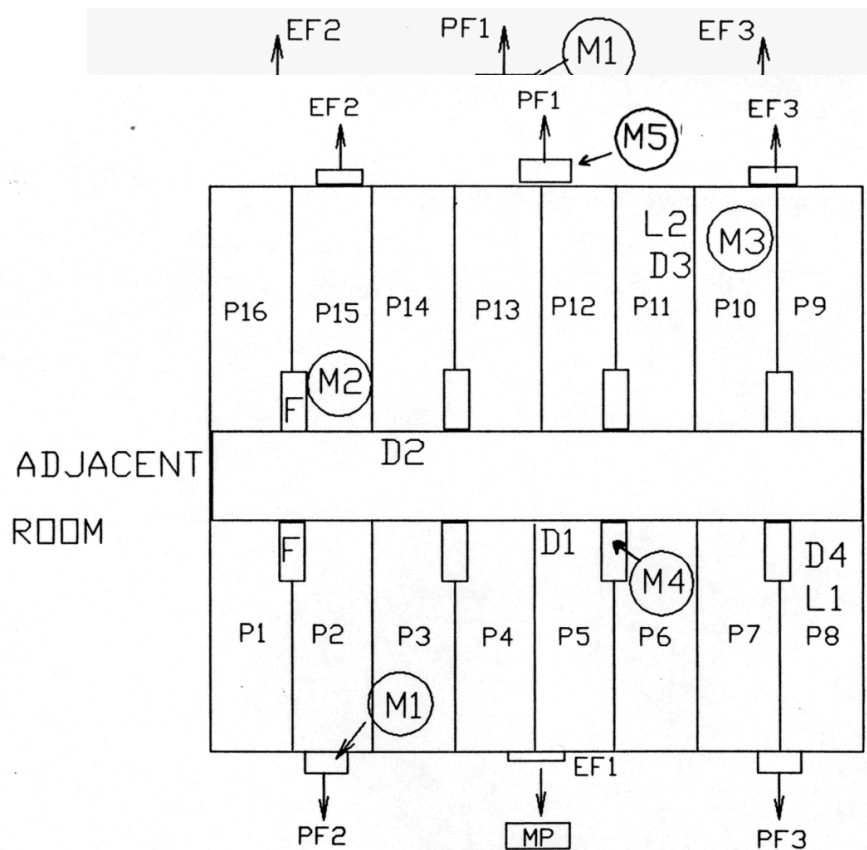 EF2 PF1 M1 EF3
EF2 PF1 M5 EF3
L2 M3
D3
P16 P15 P14 P13 P12 P11 P10 P9
M2
F
D2
ADJACENT
ROOM
F D1 M4 D4
L1
P1 P2 P3 P4 P5 P6 P7 P8
M1
EF1
PF2 MP PF3